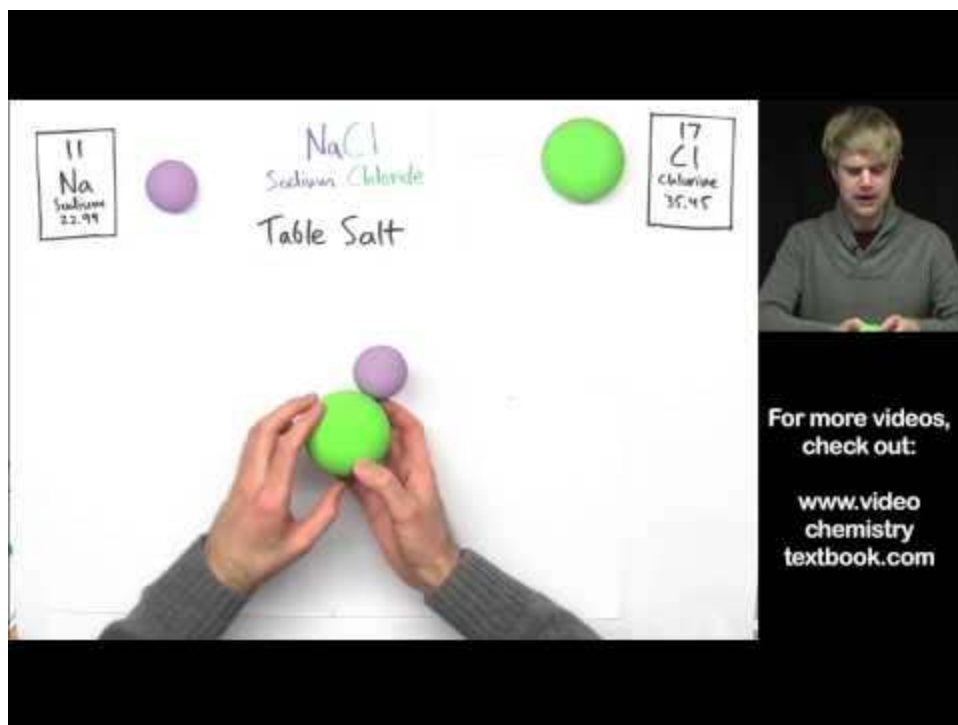 11
Na
Sodium
22.99
NaCl
Sodium Chloride
Table Salt
17
Cl
Chlorine
35.45
For more videos,
check out:
www.video
chemistry
textbook.com